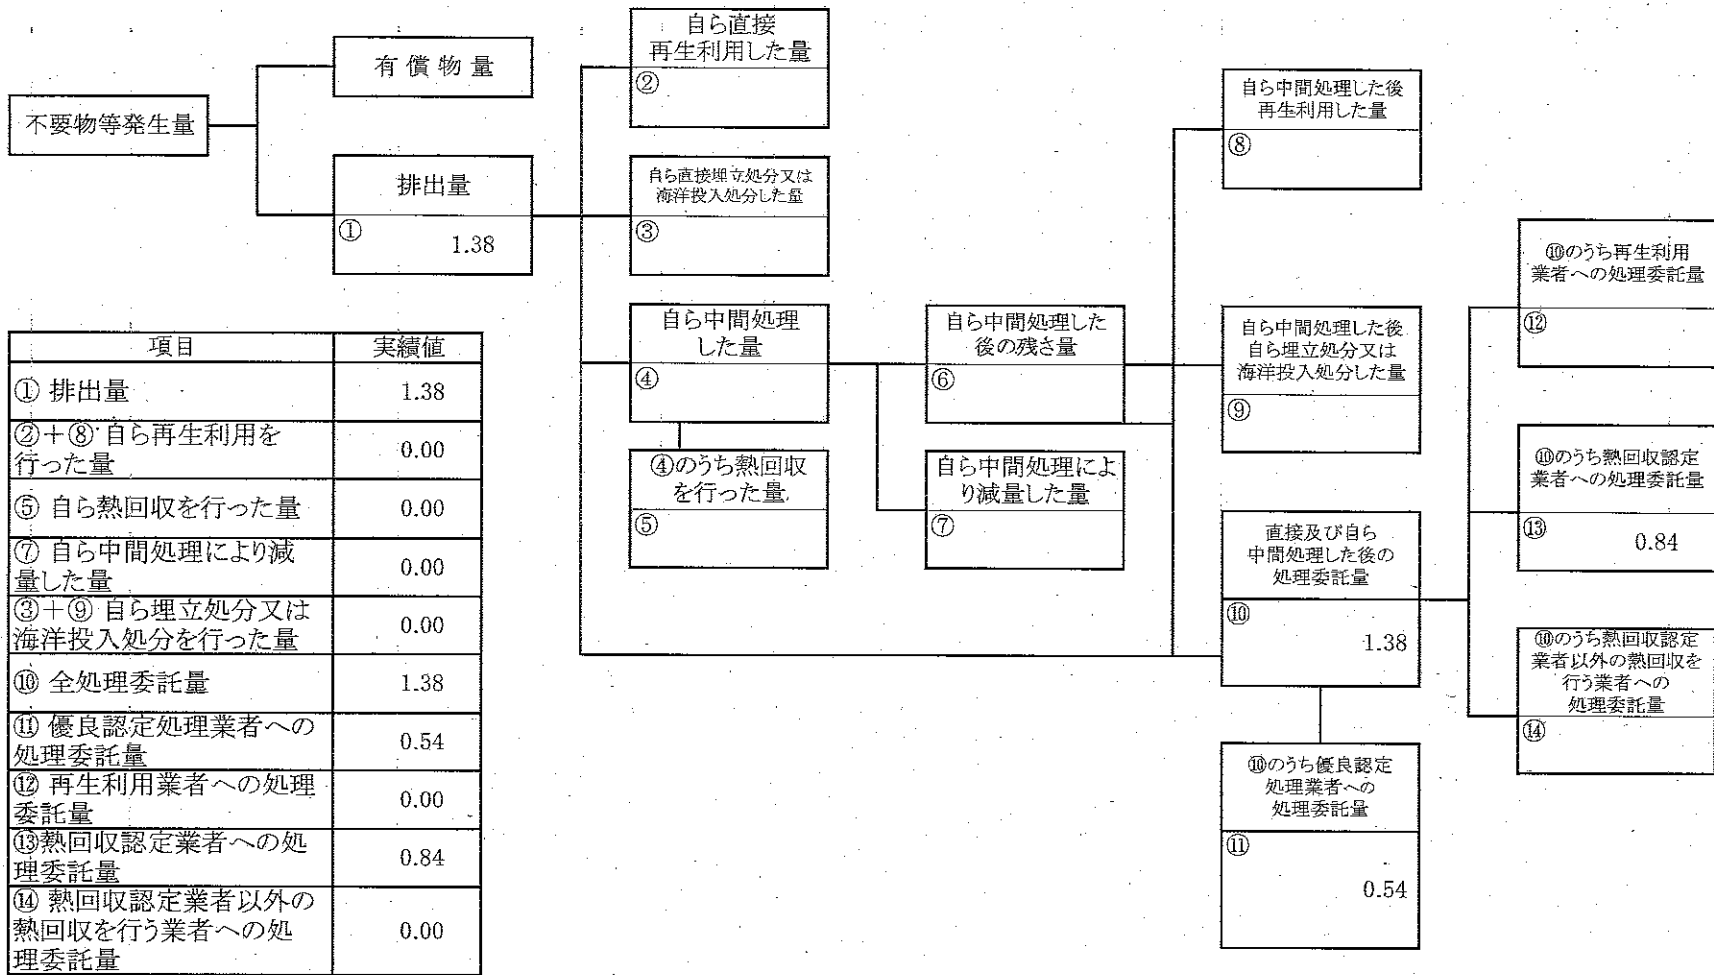 不要物等発生量
有償物量
排出量
①
1.38
自ら直接
再生利用した量
②
自ら直接埋立処分又は
海洋投入処分した量
③
自ら中間処理
した量
④
④のうち熱回収
を行った量
⑤
自ら中間処理した
後の残さ量
⑥
自ら中間処理によ
り減量した量
⑦
自ら中間処理した後
再生利用した量
⑧
自ら中間処理した後
自ら埋立処分又は
海洋投入処分した量
⑨
直接及び自ら
中間処理した後の
処理委託量
⑩
1.38
⑩のうち優良認定
処理業者への
処理委託量
⑪
0.54
⑩のうち再生利用
業者への処理委託量
⑫
⑩のうち熱回収認定
業者への処理委託量
⑬
0.84
⑩のうち熱回収認定
業者以外の熱回収を
行う業者への
処理委託量
⑭
項目 実績値
① 排出量 1.38
②+⑧ 自ら再生利用を
行った量 0.00
⑤ 自ら熱回収を行った量 0.00
⑦ 自ら中間処理により減
量した量 0.00
③+⑨ 自ら埋立処分又は
海洋投入処分を行った量 0.00
⑩ 全処理委託量 1.38
⑪ 優良認定処理業者への
処理委託量 0.54
⑫ 再生利用業者への処理
委託量 0.00
⑬熱回収認定業者への処
理委託量 0.84
⑭ 熱回収認定業者以外の
熱回収を行う業者への処
理委託量 0.00